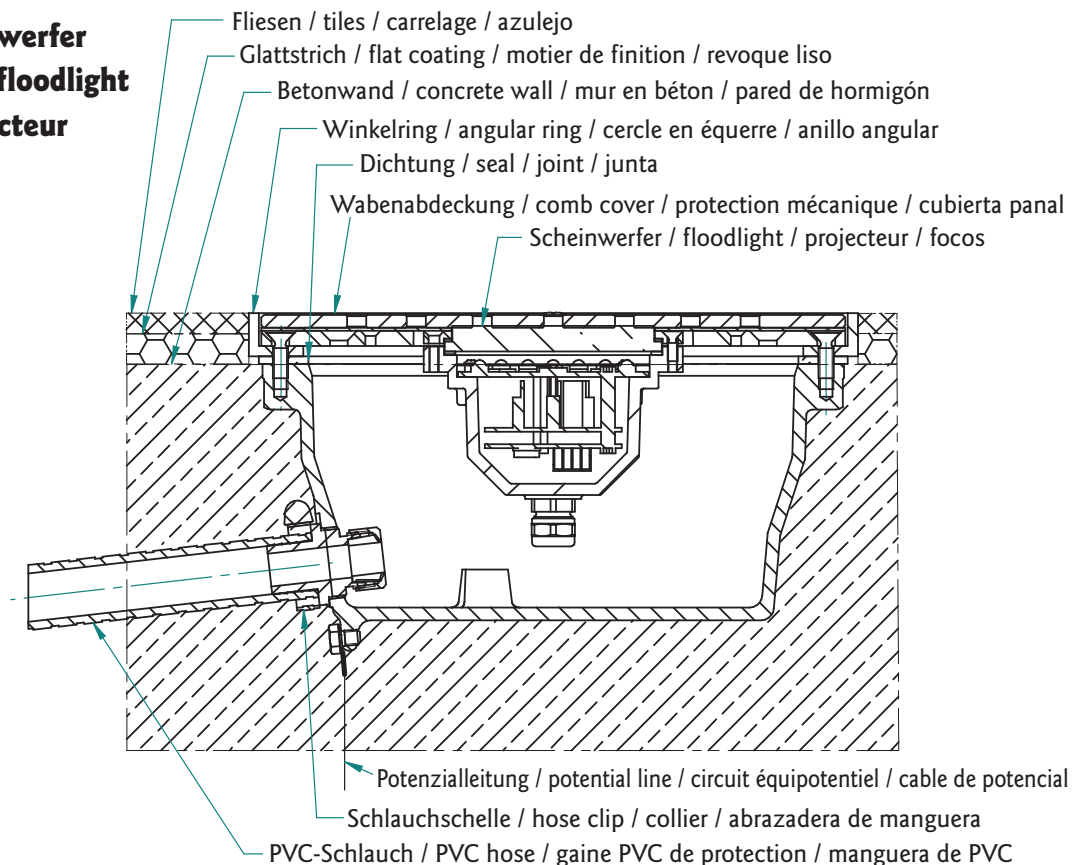 werfer
floodlight
cteur
Fliesen / tiles / carrelage / azulejo
Glattstrich / flat coating / motier de finition / revoque liso
Betonwand / concrete wall / mur en béton / pared de hormigón
Winkelring / angular ring / cercle en équerre / anillo angular
Dichtung / seal / joint / junta
Wabenabdeckung / comb cover / protection mécanique / cubierta panal
Scheinwerfer / floodlight / projecteur / focos
Potenzialleitung / potential line / circuit équipotentiel / cable de potencial
Schlauchschelle / hose clip / collier / abrazadera de manguera
PVC-Schlauch / PVC hose / gaine PVC de protection / manguera de PVC